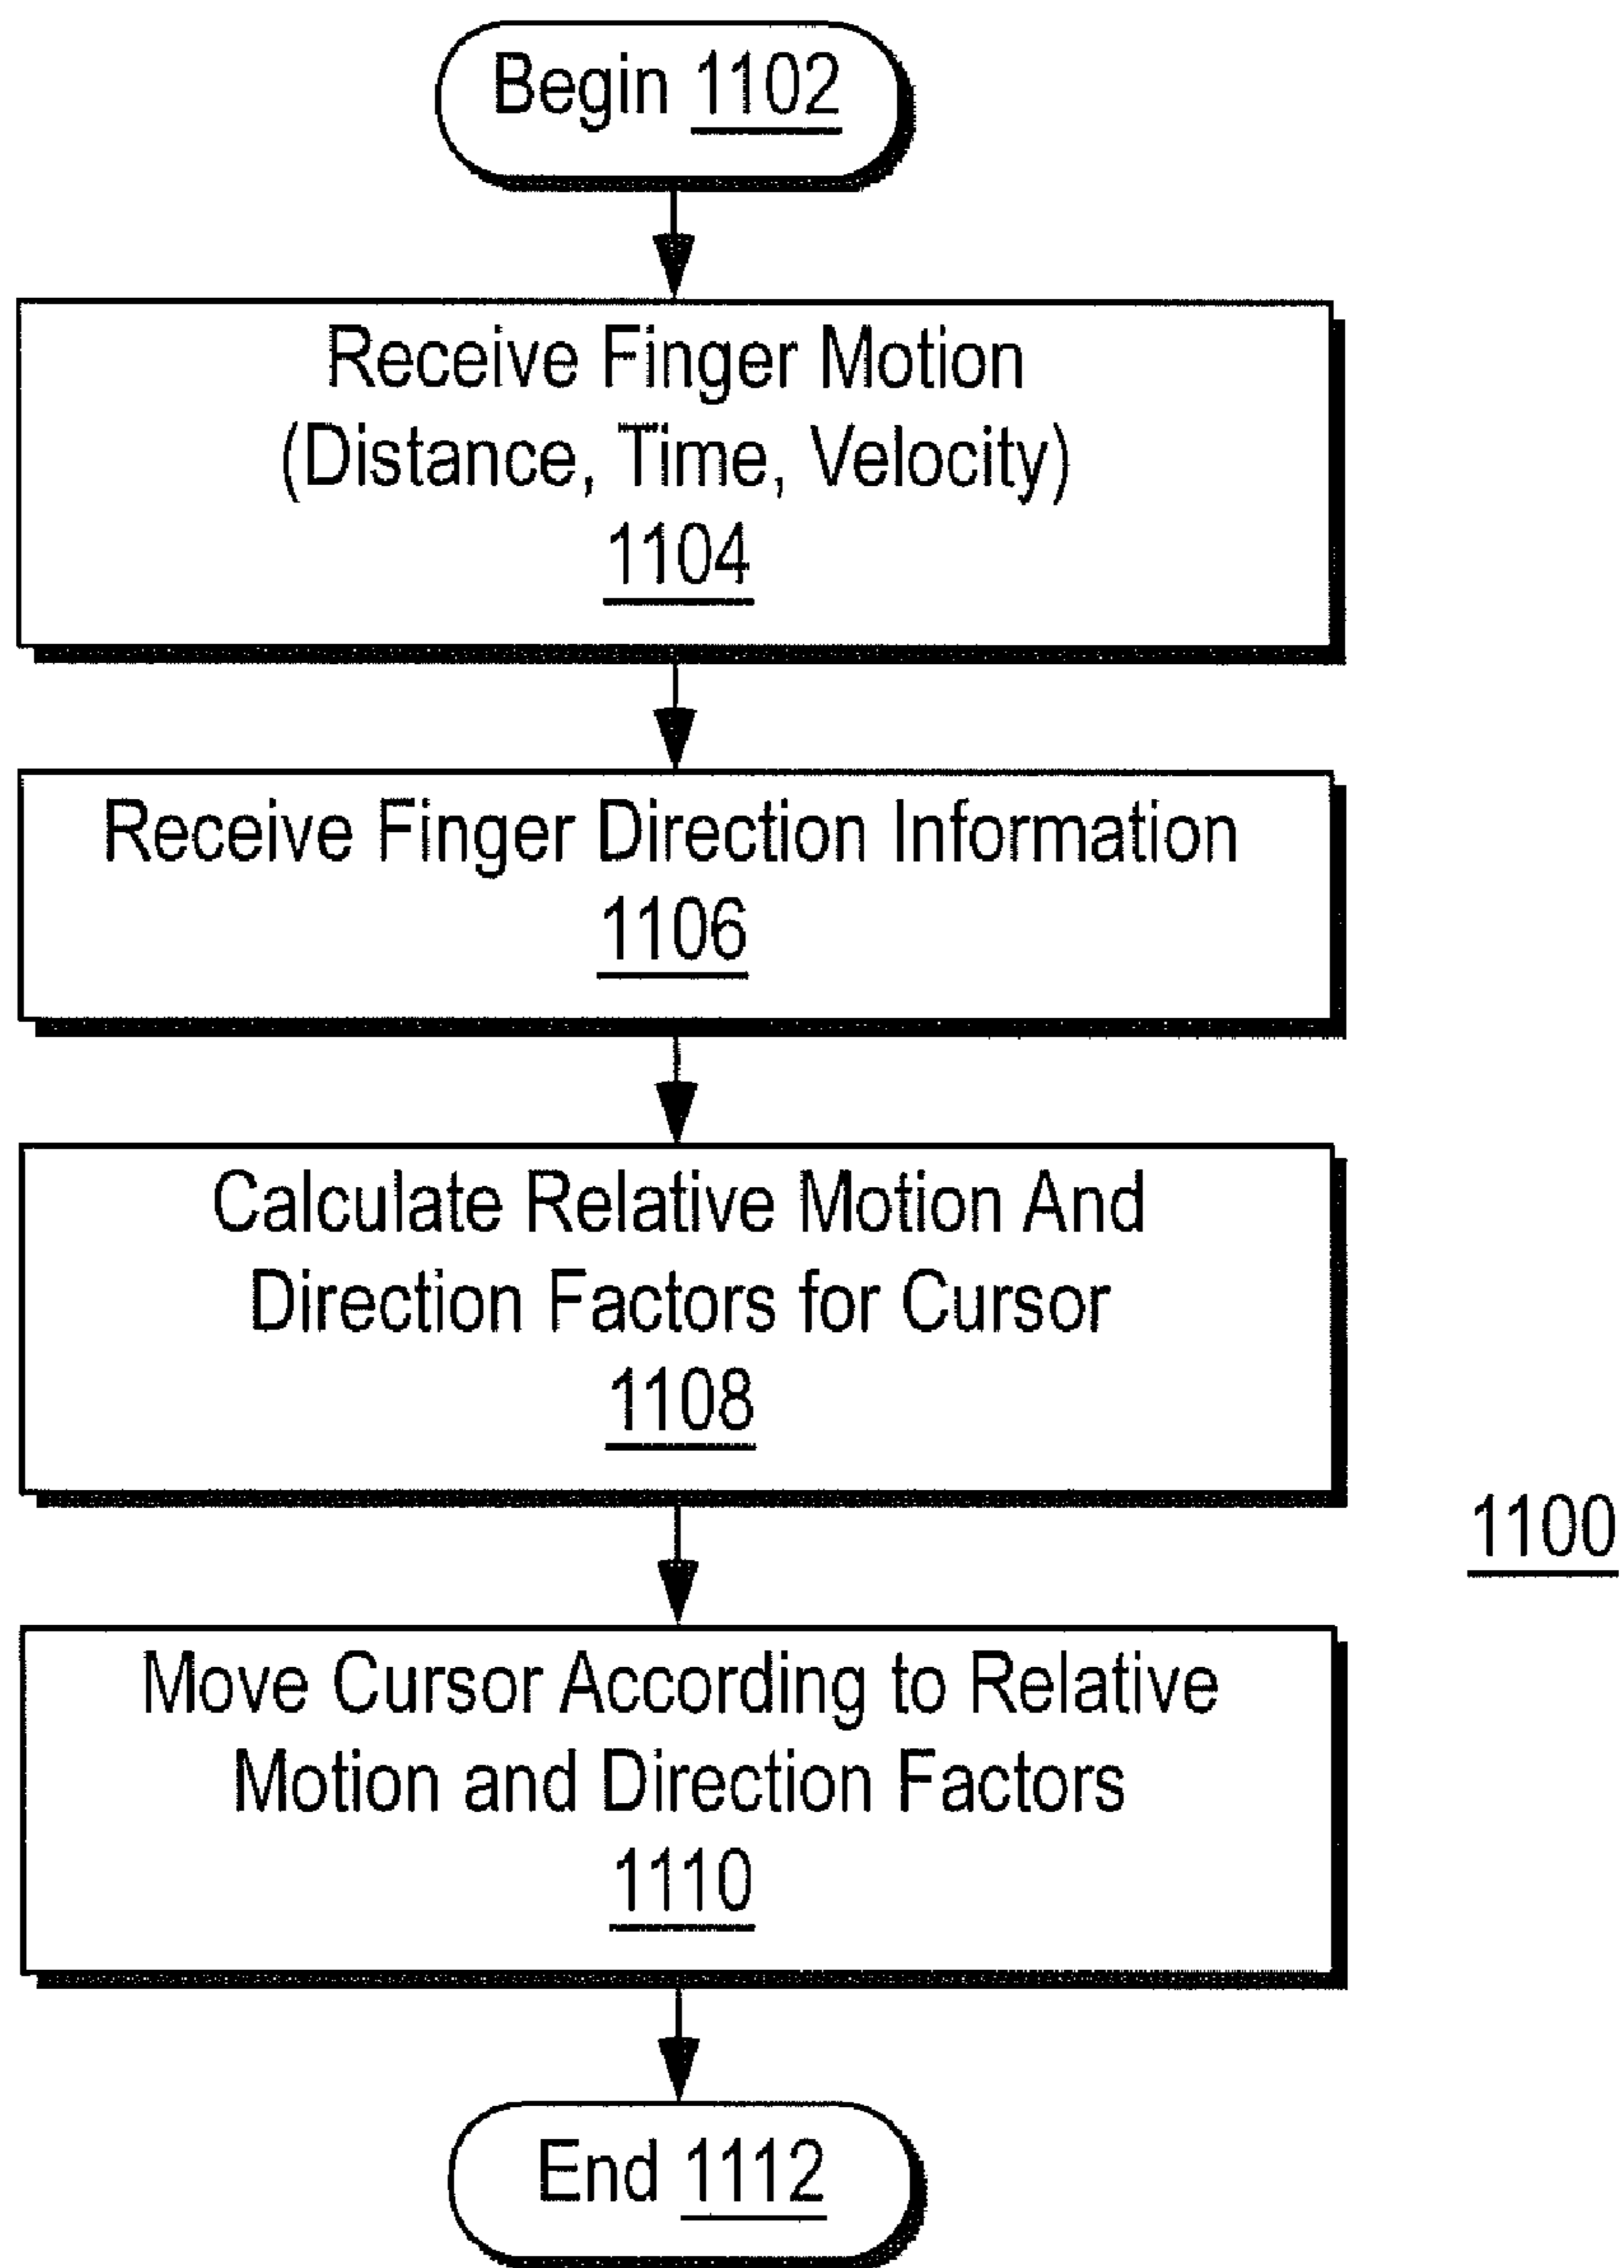 Begin 1102
Receive Finger Motion
(Distance, Time, Velocity)
1104
Receive Finger Direction Information
1106
Calculate Relative Motion And
Direction Factors for Cursor
1108
1100
Move Cursor According to Relative
Motion and Direction Factors
1110
End 1112